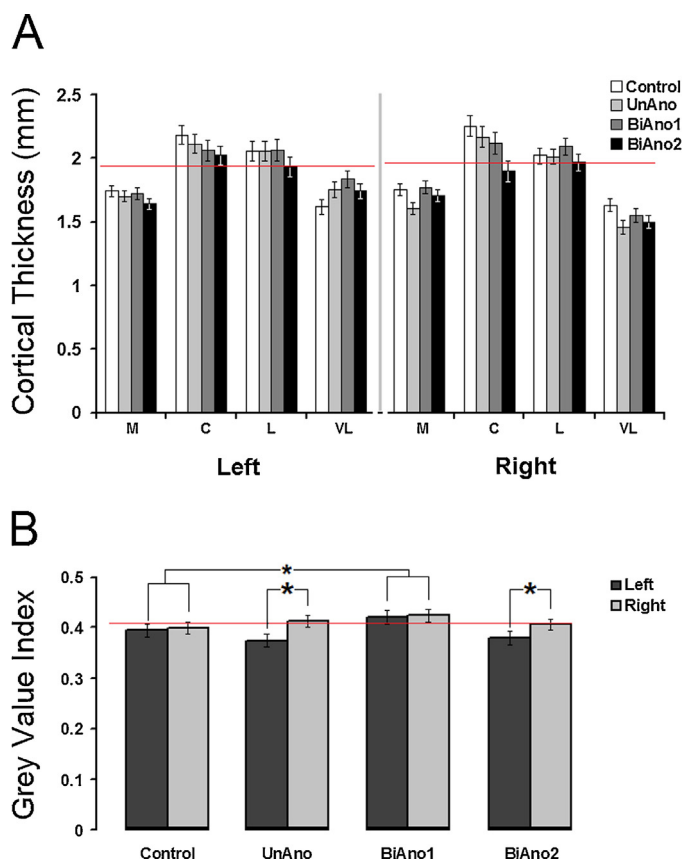 A
Cortical Thickness (mm)
2.5
2
1.5
1
0.5
0
Control
UnAno
BiAno1
BiAno2
M C L VL M C L VL
Left Right
B
Grey Value Index
0.5
0.4
0.3
0.2
0.1
0
* * *
Left
Right
Control UnAno BiAno1 BiAno2